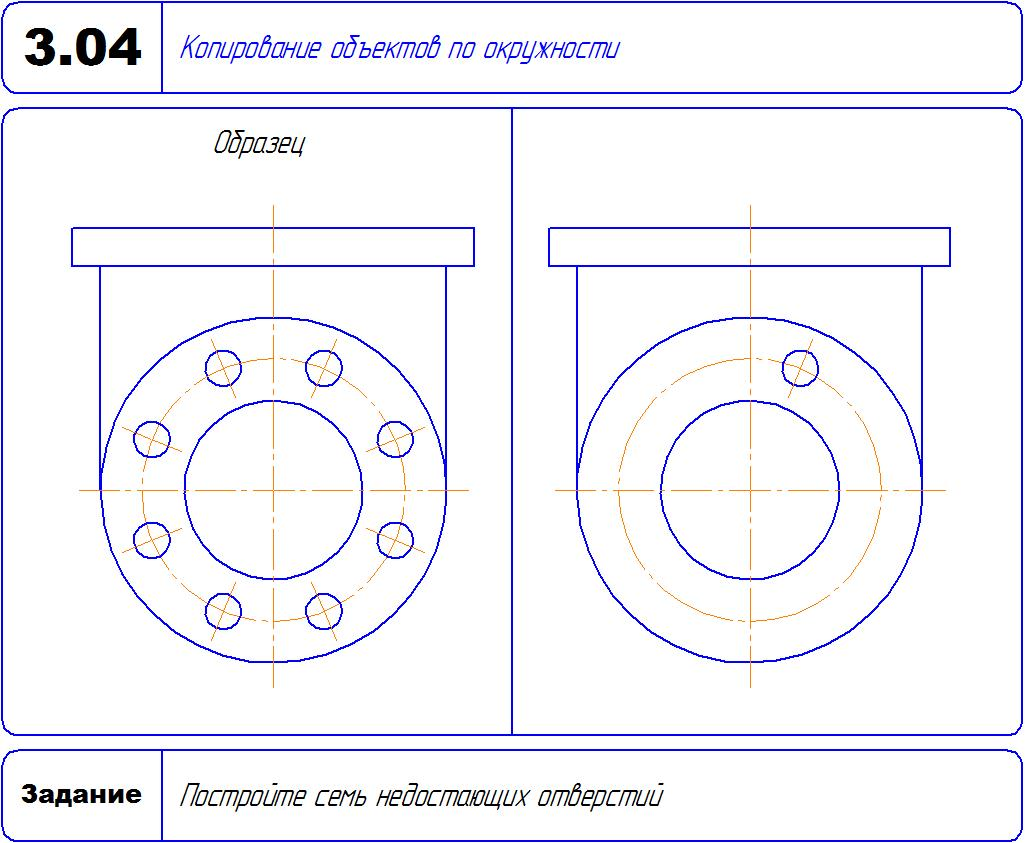 3.04
Копирование объектов по окружности
Образец
Задание
Постройте семь недостающих отверстий